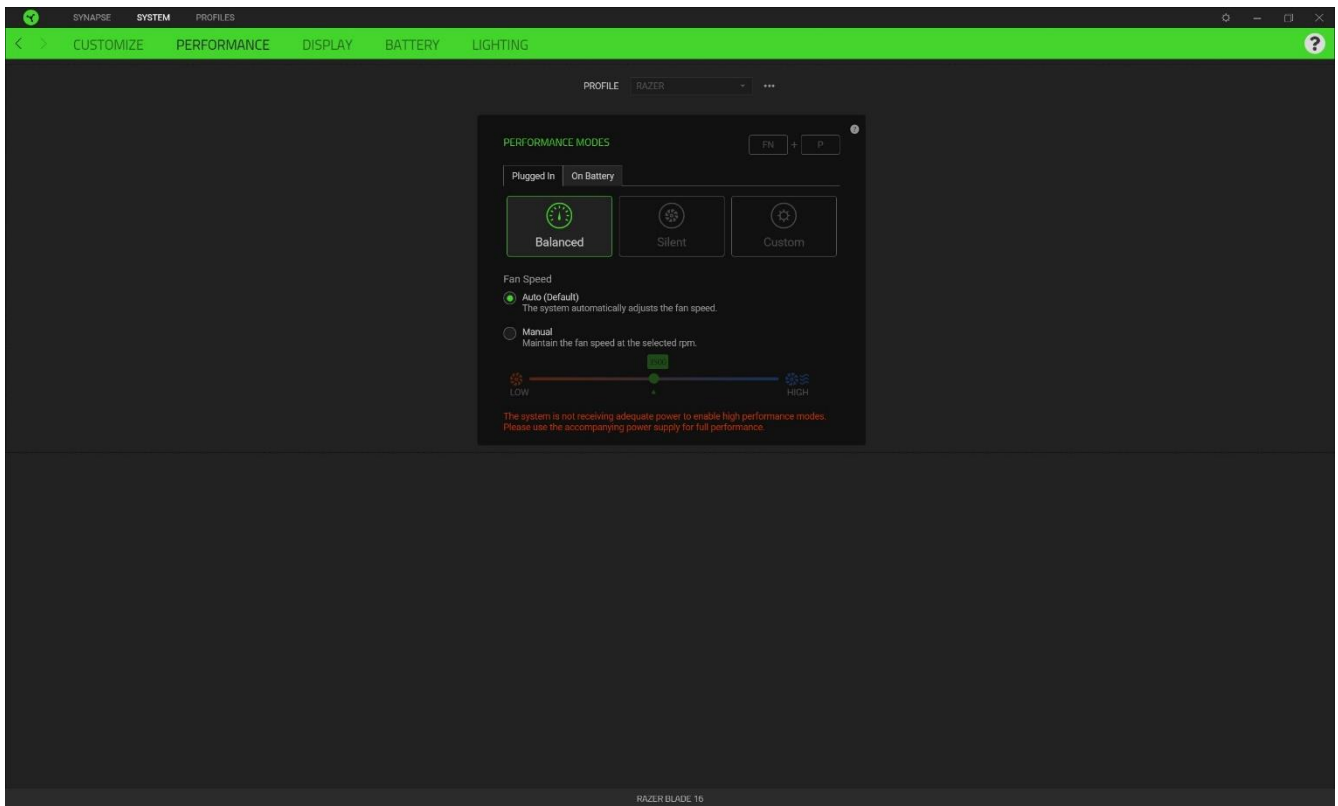 SYNAPSE SYSTEM PROFILES
CUSTOMIZE PERFORMANCE DISPLAY BATTERY LIGHTING ?
PROFILE RAZER
PERFORMANCE MODES FN + P ?
Plugged In On Battery
Balanced Silent Custom
Fan Speed
Auto (Default)
The system automatically adjusts the fan speed.
Manual
Maintain the fan speed at the selected rpm.
LOW HIGH
The system is not receiving adequate power to enable high performance modes.
Please use the accompanying power supply for full performance.
RAZER BLADE 16